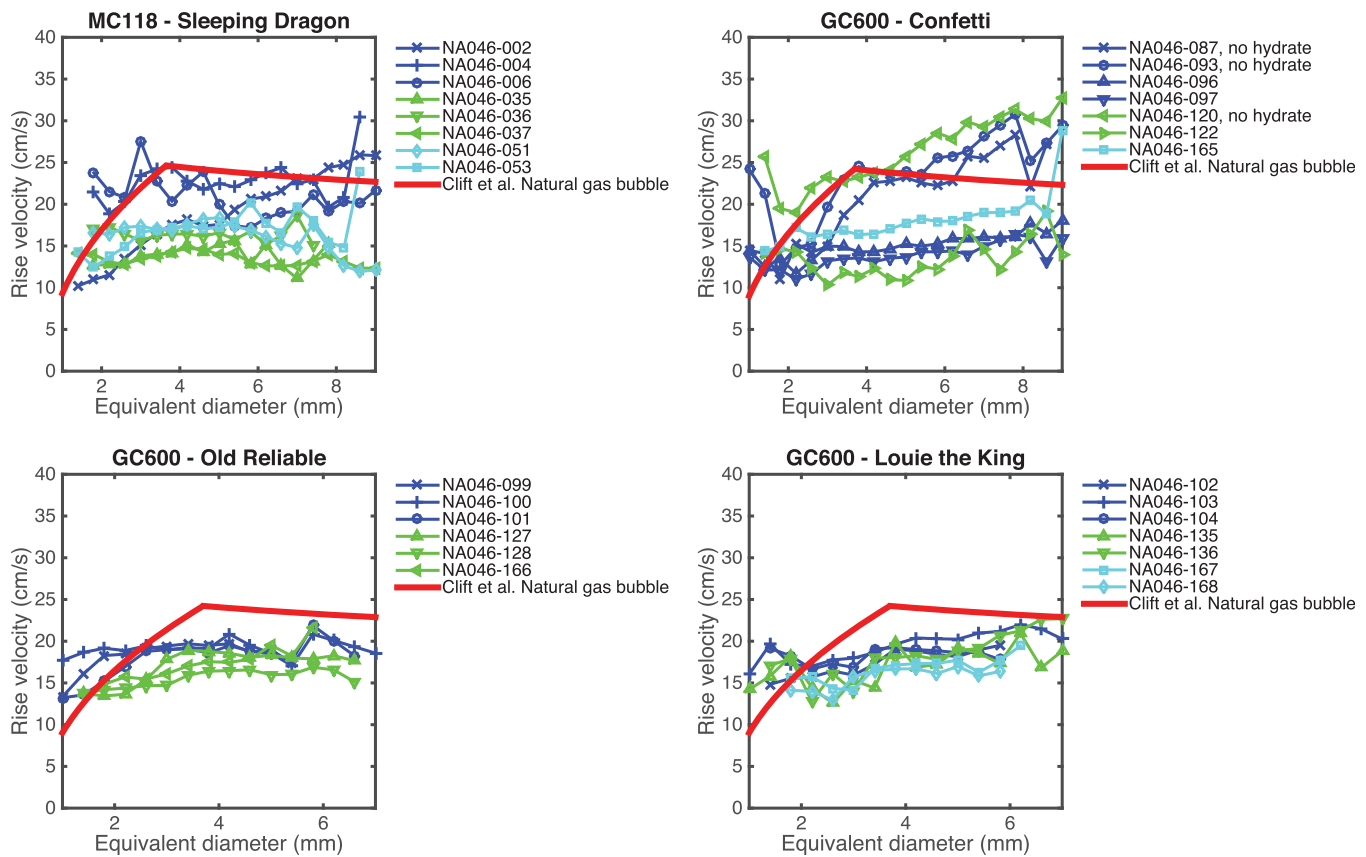 MC118 - Sleeping Dragon
40
35
30
25
20
15
10
5
0
Rise velocity (cm/s)
2
4
6
8
Equivalent diameter (mm)
NA046-002
NA046-004
NA046-006
NA046-035
NA046-036
NA046-037
NA046-051
NA046-053
Clift et al. Natural gas bubble
GC600 - Confetti
40
35
30
25
20
15
10
5
0
Rise velocity (cm/s)
2
4
6
8
Equivalent diameter (mm)
NA046-087, no hydrate
NA046-093, no hydrate
NA046-096
NA046-097
NA046-120, no hydrate
NA046-122
NA046-165
Clift et al. Natural gas bubble
GC600 - Old Reliable
40
35
30
25
20
15
10
5
0
Rise velocity (cm/s)
2
4
6
Equivalent diameter (mm)
NA046-099
NA046-100
NA046-101
NA046-127
NA046-128
NA046-166
Clift et al. Natural gas bubble
GC600 - Louie the King
40
35
30
25
20
15
10
5
0
Rise velocity (cm/s)
2
4
6
Equivalent diameter (mm)
NA046-102
NA046-103
NA046-104
NA046-135
NA046-136
NA046-167
NA046-168
Clift et al. Natural gas bubble